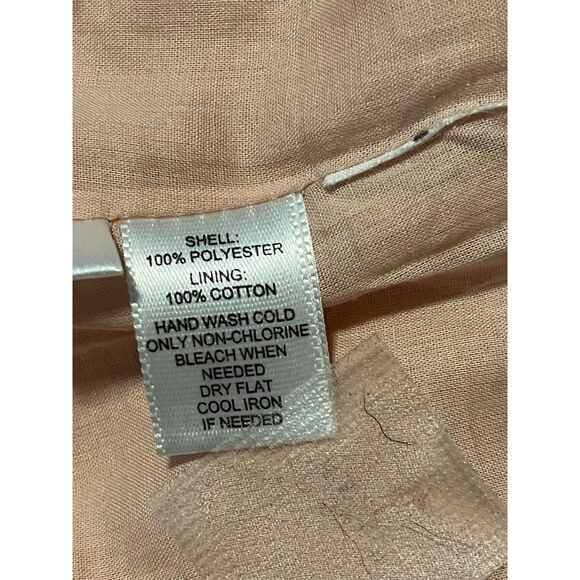 SHELL:
100% POLYESTER
LINING:
100% COTTON
HAND WASH COLD
ONLY NON-CHLORINE
BLEACH WHEN
NEEDED
DRY FLAT
COOL IRON
IF NEEDED